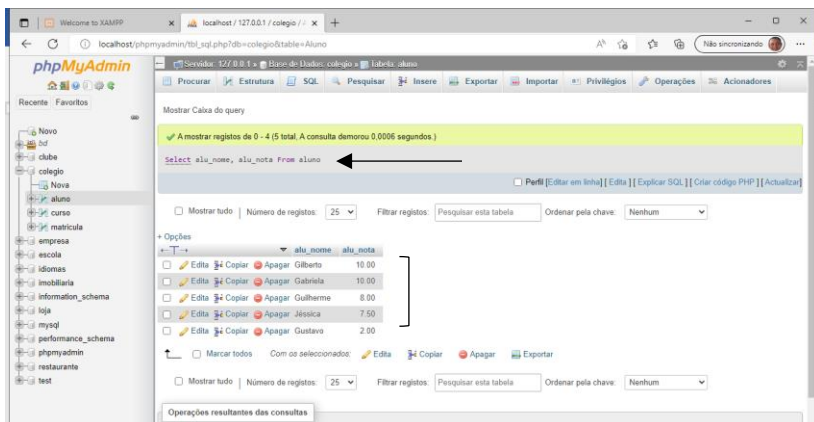 Welcome to XAMPP
localhost / 127.0.0.1 / colegio / A
localhost/phpmyadmin/tbl_sql.php?db=colegio&table=Aluno
Não sincronizando
phpMyAdmin
Recente Favoritos
Novo
bd
clube
colegio
Nova
aluno
curso
matricula
empresa
escola
idiomas
imobiliaria
information_schema
loja
mysql
performance_schema
phpmyadmin
restaurante
test
Servidor: 127.0.0.1 » Base de Dados: colegio » Tabela: aluno
Procurar Estrutura SQL Pesquisar Insere Exportar Importar Privilégios Operações Acionadores
Mostrar Caixa do query
A mostrar registos de 0 - 4 (5 total, A consulta demorou 0,0006 segundos.)
Select alu_nome, alu_nota From aluno
Perfil [Editar em linha] [ Edita ] [ Explicar SQL ] [ Criar código PHP ] [ Actualizar]
Mostrar tudo Número de registos: 25 Filtrar registos: Pesquisar esta tabela Ordenar pela chave: Nenhum
+ Opções
←T→ alu_nome alu_nota
Edita Copiar Apagar Gilberto 10.00
Edita Copiar Apagar Gabriela 10.00
Edita Copiar Apagar Guilherme 8.00
Edita Copiar Apagar Jéssica 7.50
Edita Copiar Apagar Gustavo 2.00
Marcar todos Com os seleccionados: Edita Copiar Apagar Exportar
Mostrar tudo Número de registos: 25 Filtrar registos: Pesquisar esta tabela Ordenar pela chave: Nenhum
Operações resultantes das consultas